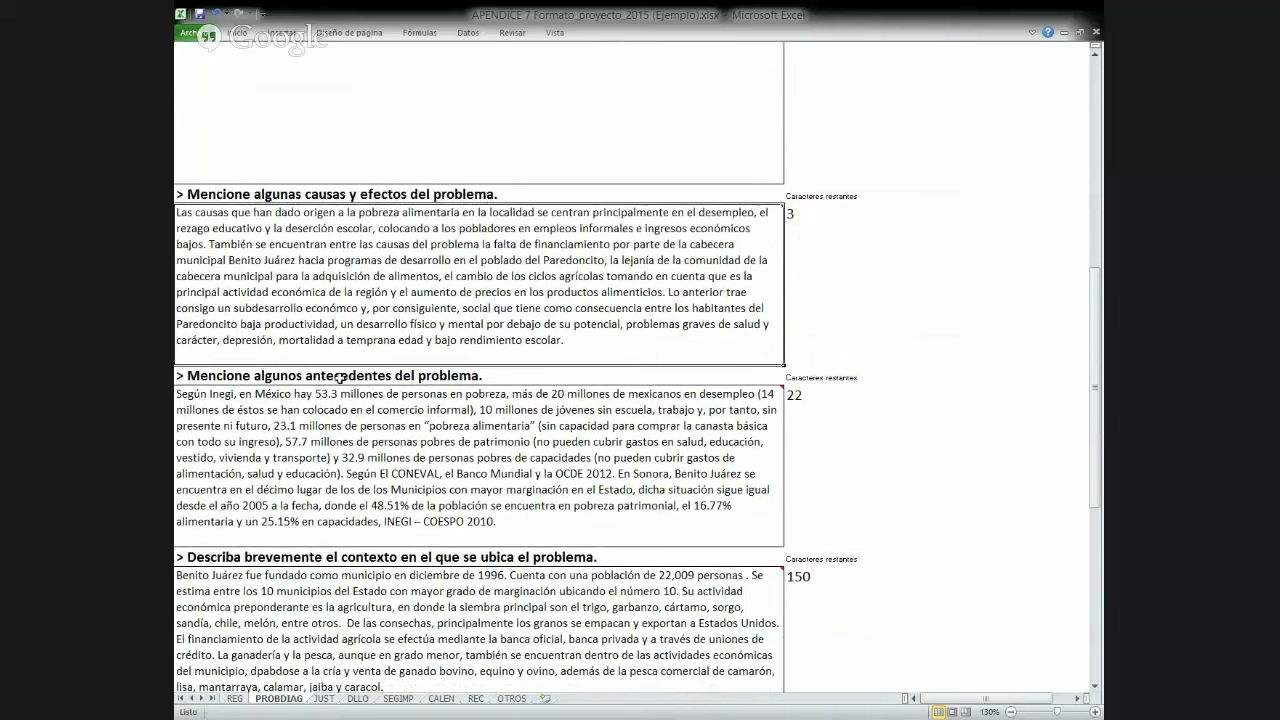 APÉNDICE 7 Formato_proyecto_2015 (Ejemplo).xlsx - Microsoft Excel
Archivo Inicio Insertar Diseño de página Fórmulas Datos Revisar Vista
Google
> Mencione algunas causas y efectos del problema.
Caracteres restantes
Las causas que han dado origen a la pobreza alimentaria en la localidad se centran principalmente en el desempleo, el
3
rezago educativo y la deserción escolar, colocando a los pobladores en empleos informales e ingresos económicos
bajos. También se encuentran entre las causas del problema la falta de financiamiento por parte de la cabecera
municipal Benito Juárez hacia programas de desarrollo en el poblado del Paredoncito, la lejanía de la comunidad de la
cabecera municipal para la adquisición de alimentos, el cambio de los ciclos agrícolas tomando en cuenta que es la
principal actividad económica de la región y el aumento de precios en los productos alimenticios. Lo anterior trae
consigo un subdesarrollo económco y, por consiguiente, social que tiene como consecuencia entre los habitantes del
Paredoncito baja productividad, un desarrollo físico y mental por debajo de su potencial, problemas graves de salud y
carácter, depresión, mortalidad a temprana edad y bajo rendimiento escolar.
> Mencione algunos antecedentes del problema.
Caracteres restantes
Según Inegi, en México hay 53.3 millones de personas en pobreza, más de 20 millones de mexicanos en desempleo (14
22
millones de éstos se han colocado en el comercio informal), 10 millones de jóvenes sin escuela, trabajo y, por tanto, sin
presente ni futuro, 23.1 millones de personas en “pobreza alimentaria” (sin capacidad para comprar la canasta básica
con todo su ingreso), 57.7 millones de personas pobres de patrimonio (no pueden cubrir gastos en salud, educación,
vestido, vivienda y transporte) y 32.9 millones de personas pobres de capacidades (no pueden cubrir gastos de
alimentación, salud y educación). Según El CONEVAL, el Banco Mundial y la OCDE 2012. En Sonora, Benito Juárez se
encuentra en el décimo lugar de los de los Municipios con mayor marginación en el Estado, dicha situación sigue igual
desde el año 2005 a la fecha, donde el 48.51% de la población se encuentra en pobreza patrimonial, el 16.77%
alimentaria y un 25.15% en capacidades, INEGI – COESPO 2010.
> Describa brevemente el contexto en el que se ubica el problema.
Caracteres restantes
Benito Juárez fue fundado como municipio en diciembre de 1996. Cuenta con una población de 22,009 personas . Se
150
estima entre los 10 municipios del Estado con mayor grado de marginación ubicando el número 10. Su actividad
económica preponderante es la agricultura, en donde la siembra principal son el trigo, garbanzo, cártamo, sorgo,
sandía, chile, melón, entre otros.  De las consechas, principalmente los granos se empacan y exportan a Estados Unidos.
El financiamiento de la actividad agrícola se efectúa mediante la banca oficial, banca privada y a través de uniones de
crédito. La ganadería y la pesca, aunque en grado menor, también se encuentran dentro de las actividades económicas
del municipio, dpabdose a la cría y venta de ganado bovino, equino y ovino, además de la pesca comercial de camarón,
lisa, mantarraya, calamar, jaiba y caracol.
REG PROBDIAG JUST DLLO SEGIMP CALEN REC OTROS
Listo
130%